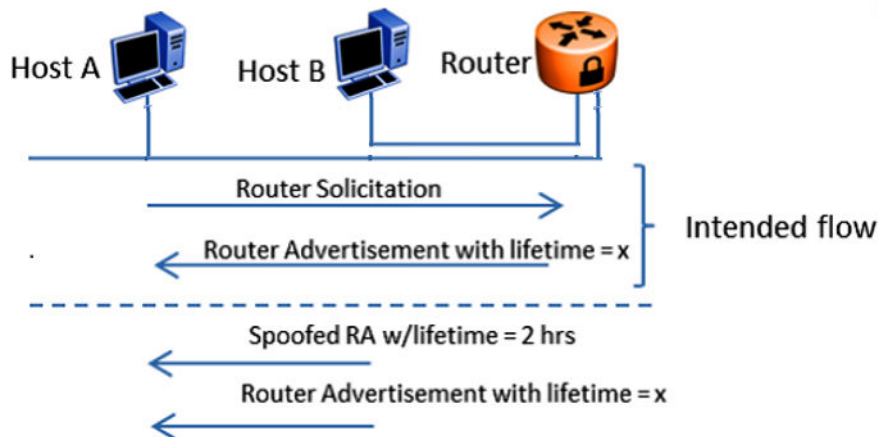 Host A
Host B
Router
Router Solicitation
Router Advertisement with lifetime = x
Intended flow
.
Spoofed RA w/lifetime = 2 hrs
Router Advertisement with lifetime = x